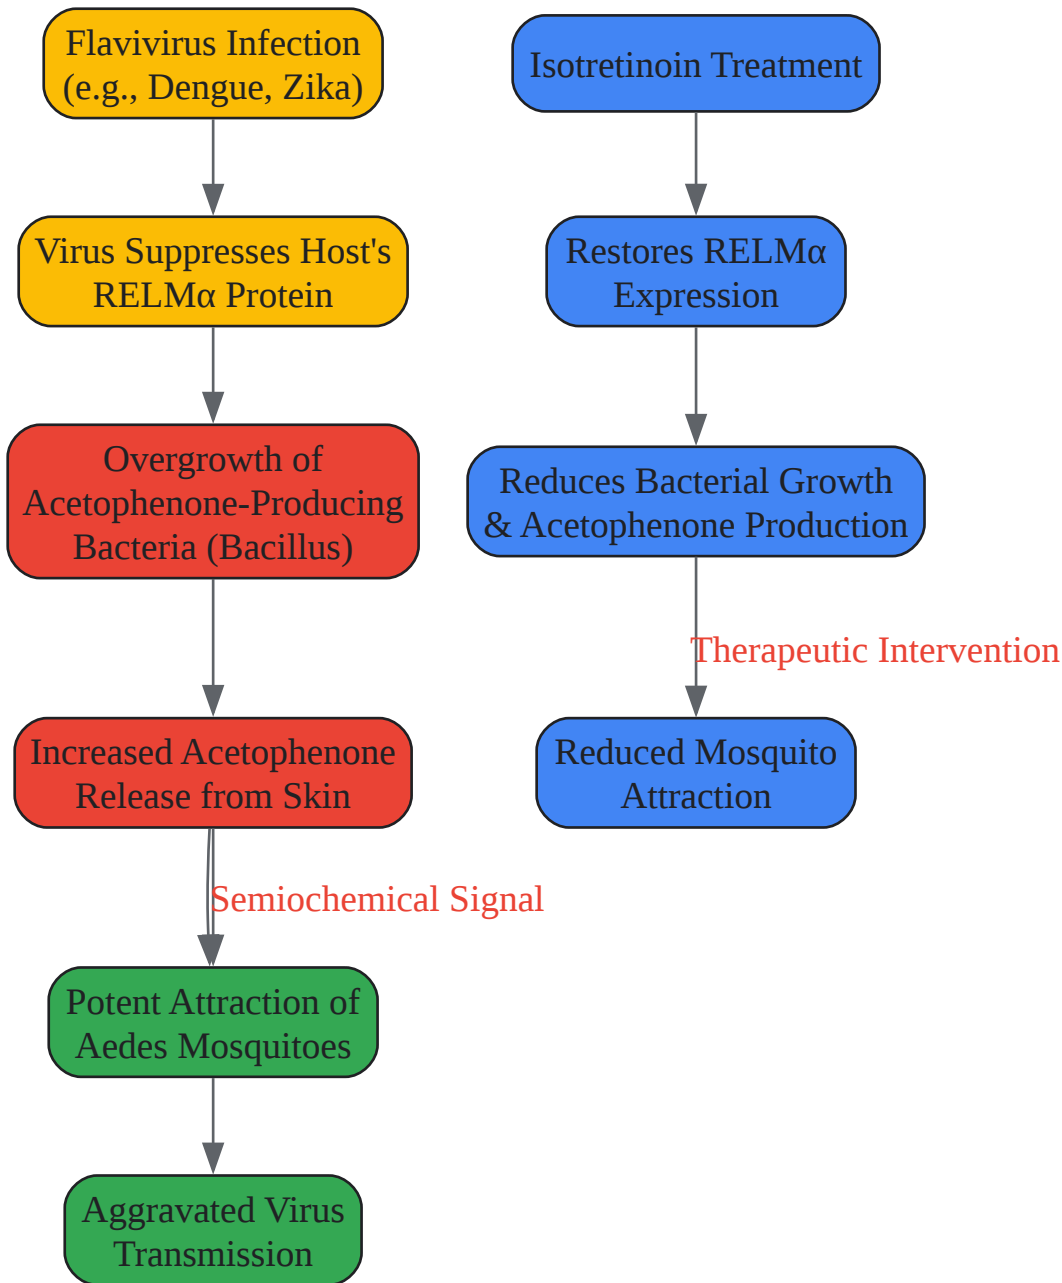 Flavivirus Infection
(e.g., Dengue, Zika)
Virus Suppresses Host's
RELMα Protein
Overgrowth of
Acetophenone-Producing
Bacteria (Bacillus)
Increased Acetophenone
Release from Skin
Semiochemical Signal
Potent Attraction of
Aedes Mosquitoes
Aggravated Virus
Transmission
Isotretinoin Treatment
Restores RELMα
Expression
Reduces Bacterial Growth
& Acetophenone Production
Therapeutic Intervention
Reduced Mosquito
Attraction